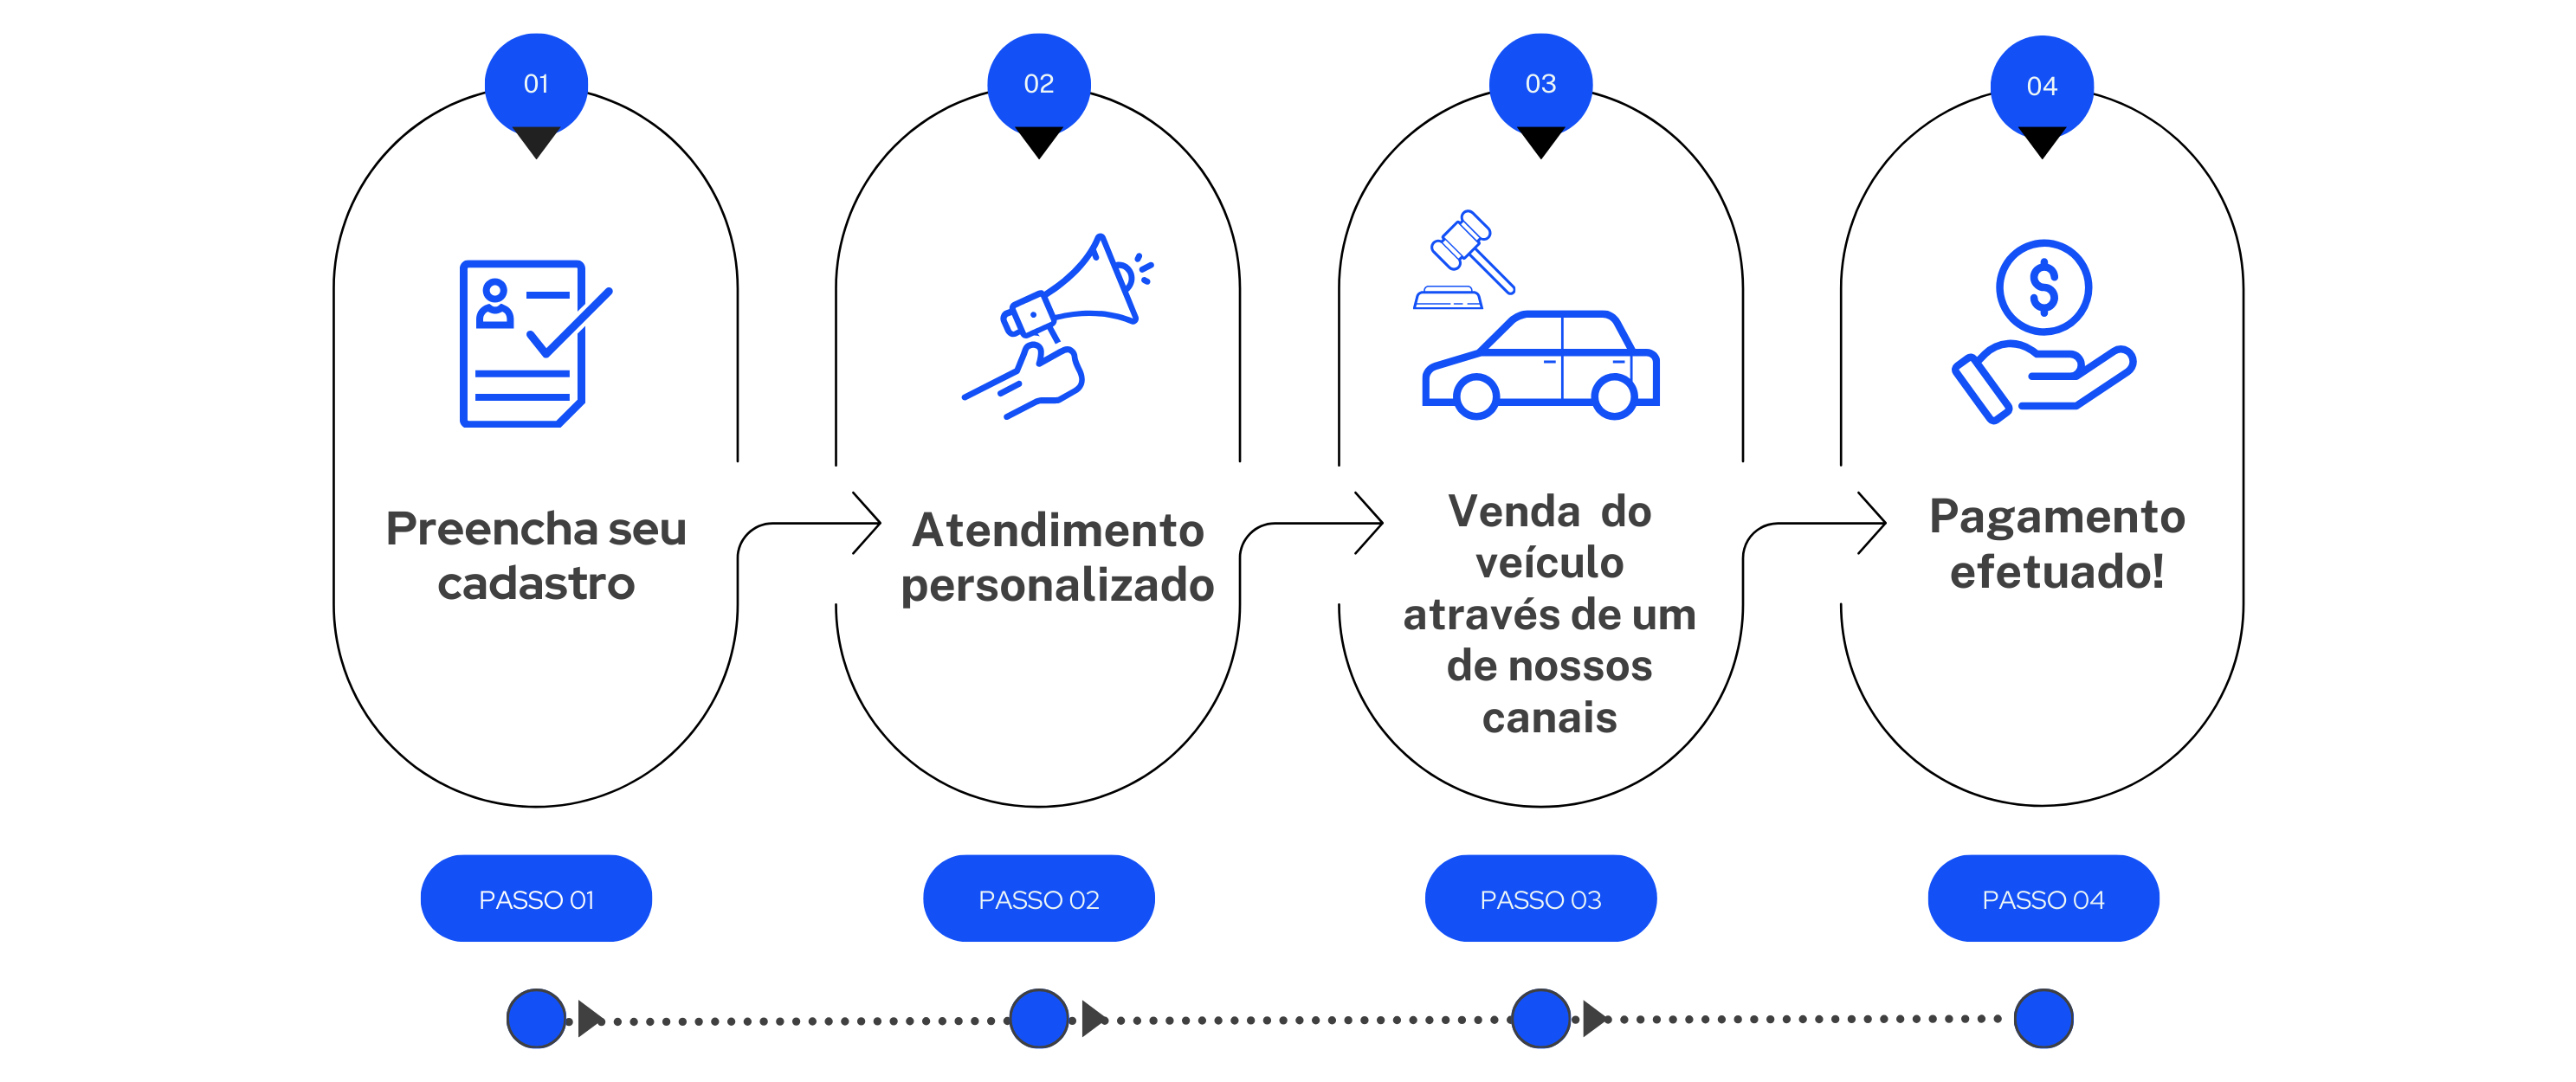 01
02
03
04
Preencha seu
cadastro
Atendimento
personalizado
Venda do
veículo
através de um
de nossos
canais
Pagamento
efetuado!
PASSO 01
PASSO 02
PASSO 03
PASSO 04